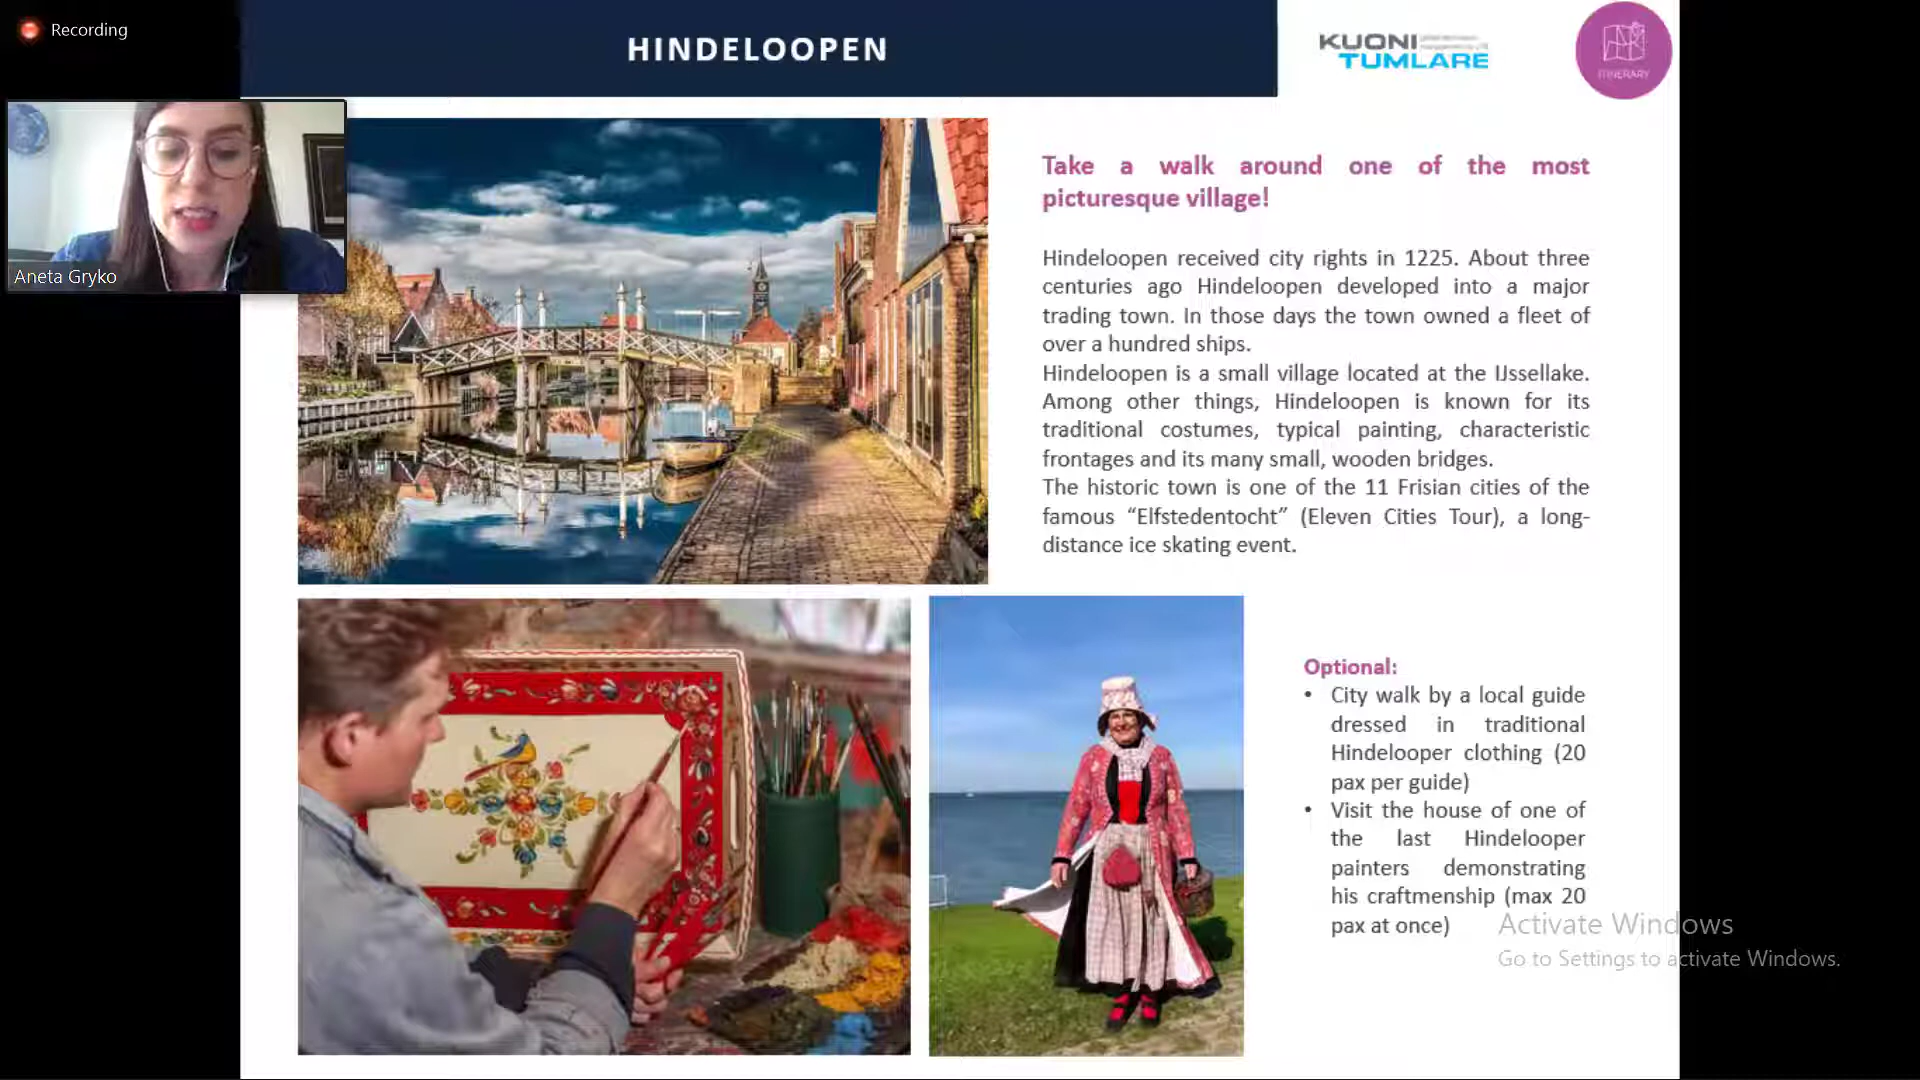 Recording
HINDELOOPEN
KUONI
TUMLARE
ITINERARY
Aneta Gryko
Take a walk around one of the most
picturesque village!
Hindeloopen received city rights in 1225. About three
centuries ago Hindeloopen developed into a major
trading town. In those days the town owned a fleet of
over a hundred ships.
Hindeloopen is a small village located at the IJssellake.
Among other things, Hindeloopen is known for its
traditional costumes, typical painting, characteristic
frontages and its many small, wooden bridges.
The historic town is one of the 11 Frisian cities of the
famous “Elfstedentocht” (Eleven Cities Tour), a long-
distance ice skating event.
Optional:
• City walk by a local guide
dressed in traditional
Hindelooper clothing (20
pax per guide)
• Visit the house of one of
the last Hindelooper
painters demonstrating
his craftmenship (max 20
pax at once)
Activate Windows
Go to Settings to activate Windows.